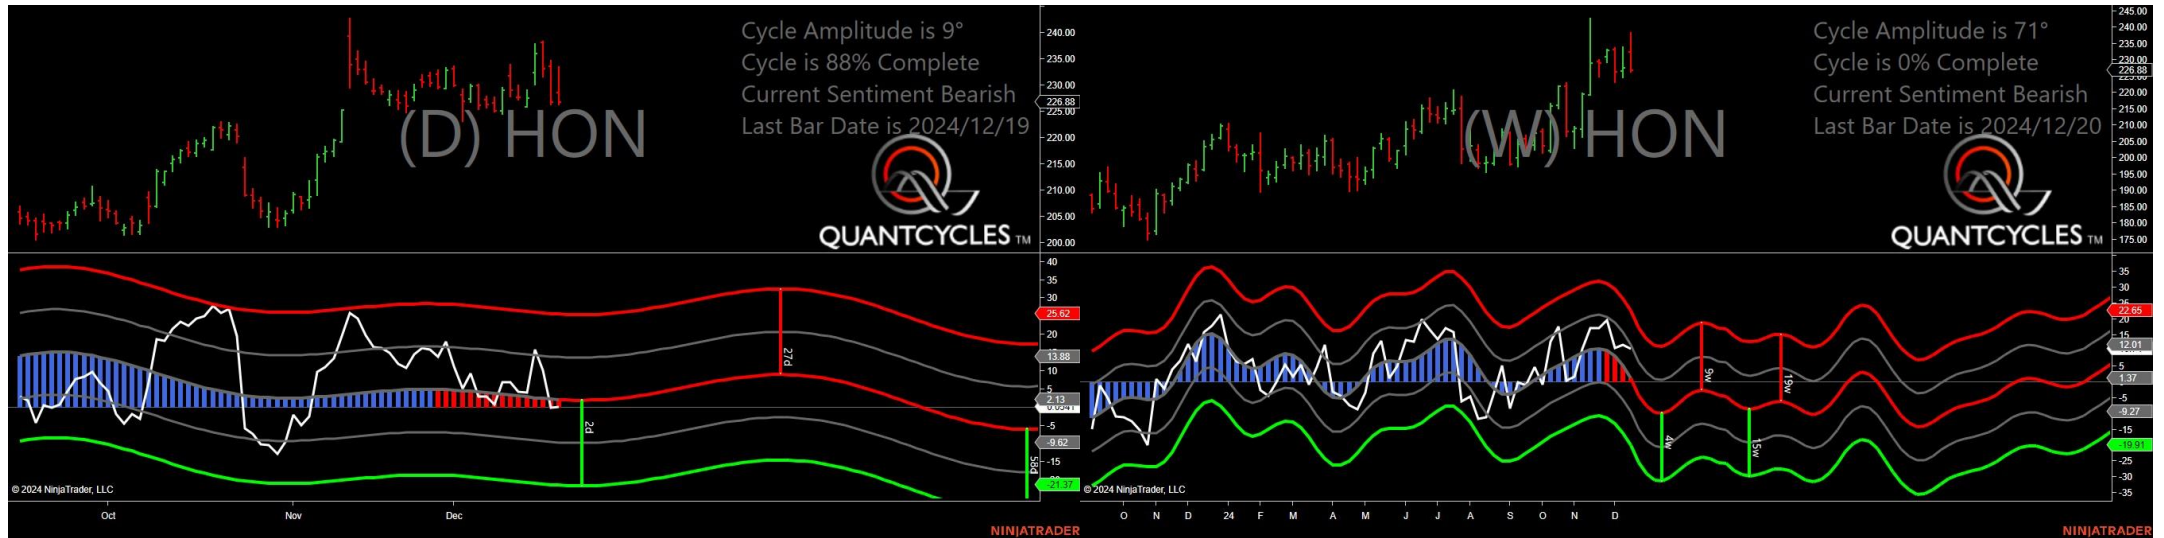 Cycle Amplitude is 9°
Cycle is 88% Complete
Current Sentiment Bearish
Last Bar Date is 2024/12/19
(D) HON
QUANTCYCLES TM
240.00
235.00
230.00
226.88
225.00
220.00
215.00
210.00
205.00
200.00
40
35
30
25.62
20
13.88
10
5
2.13
-5
-9.62
-15
-21.37
27d
2d
58d
© 2024 NinjaTrader, LLC
Oct Nov Dec
NINJATRADER
Cycle Amplitude is 71°
Cycle is 0% Complete
Current Sentiment Bearish
Last Bar Date is 2024/12/20
(W) HON
QUANTCYCLES TM
245.00
240.00
235.00
230.00
226.88
225.00
220.00
215.00
210.00
205.00
200.00
195.00
190.00
185.00
180.00
175.00
35
30
22.65
20
15
12.01
5
1.37
-5
-9.27
-15
-19.91
-25
-30
-35
9w
19w
4w
15w
© 2024 NinjaTrader, LLC
O N D 24 F M A M J J A S O N D
NINJATRADER